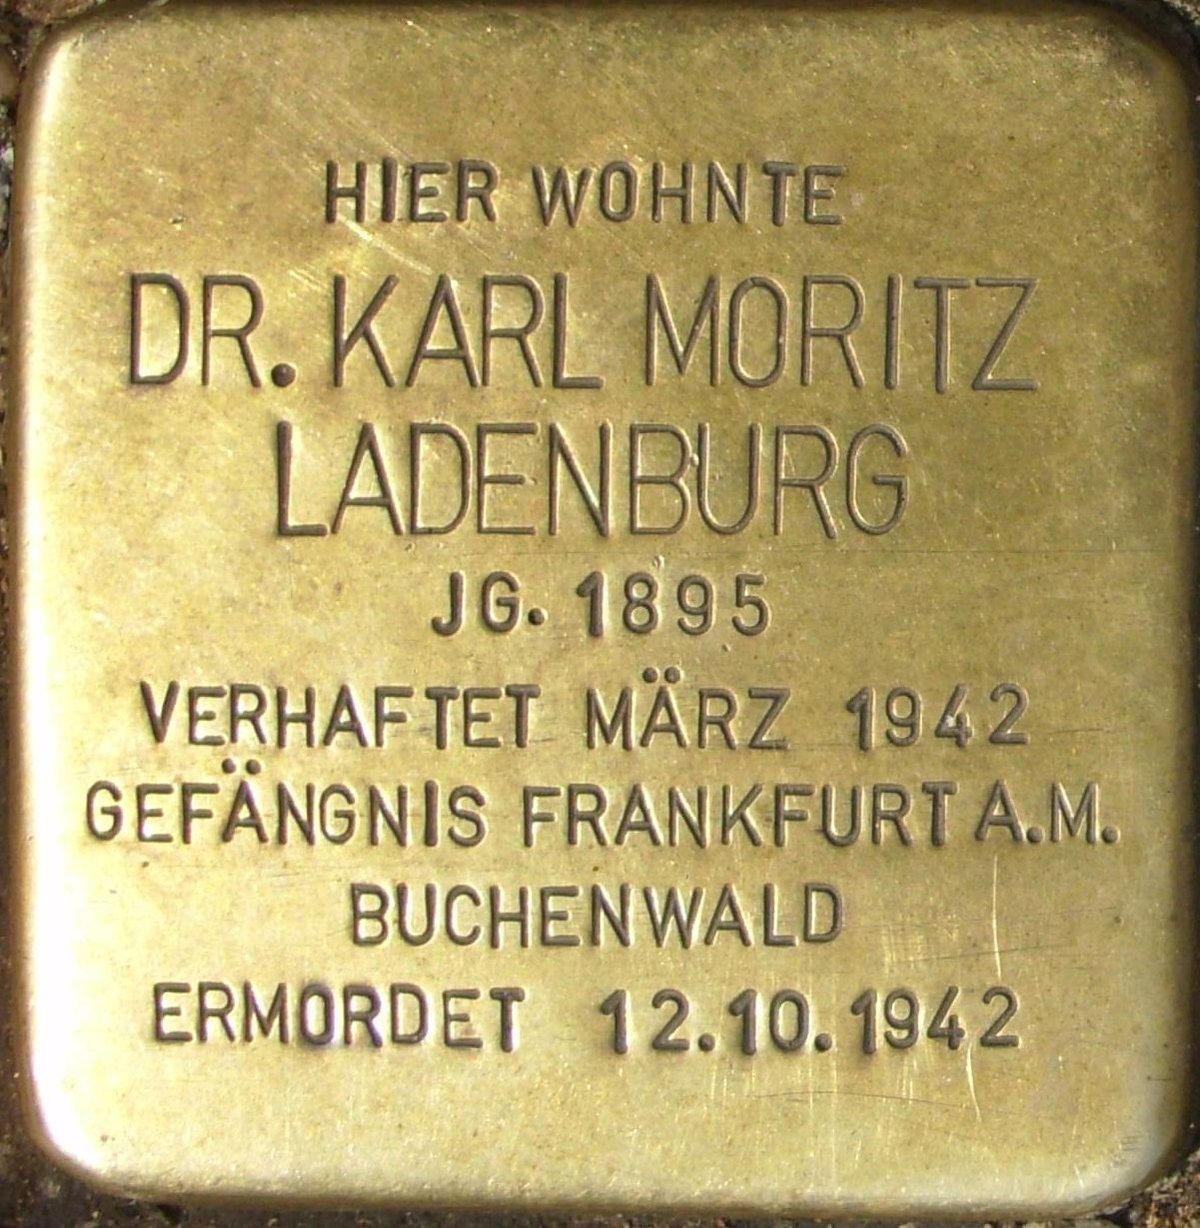 HIER WOHNTE
DR. KARL MORITZ
LADENBURG
JG. 1895
VERHAFTET MÄRZ 1942
GEFÄNGNIS FRANKFURT A.M.
BUCHENWALD
ERMORDET 12.10.1942